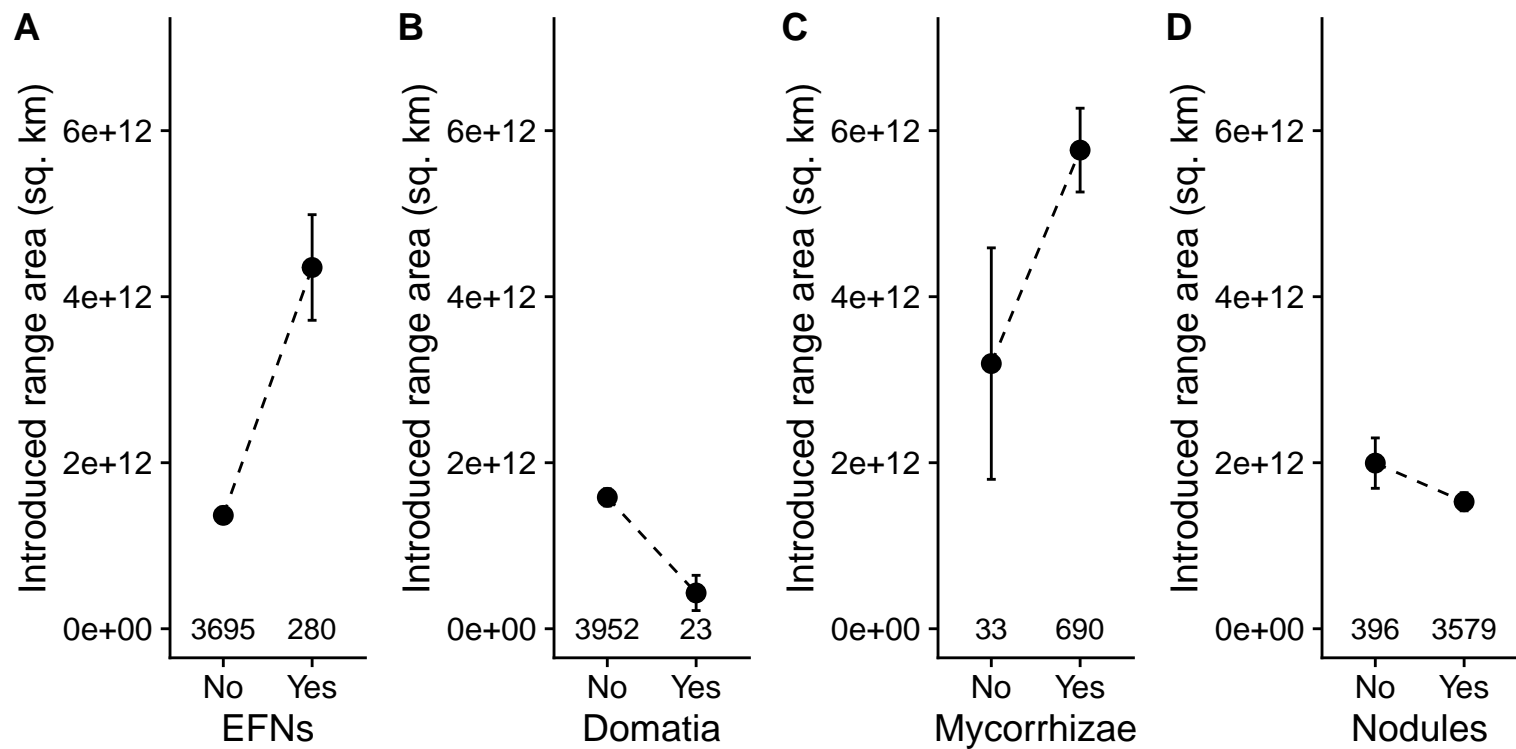 A
Introduced range area (sq. km)
6e+12
4e+12
2e+12
0e+00
3695 280
No Yes
EFNs
B
Introduced range area (sq. km)
6e+12
4e+12
2e+12
0e+00
3952 23
No Yes
Domatia
C
Introduced range area (sq. km)
6e+12
4e+12
2e+12
0e+00
33 690
No Yes
Mycorrhizae
D
Introduced range area (sq. km)
6e+12
4e+12
2e+12
0e+00
396 3579
No Yes
Nodules